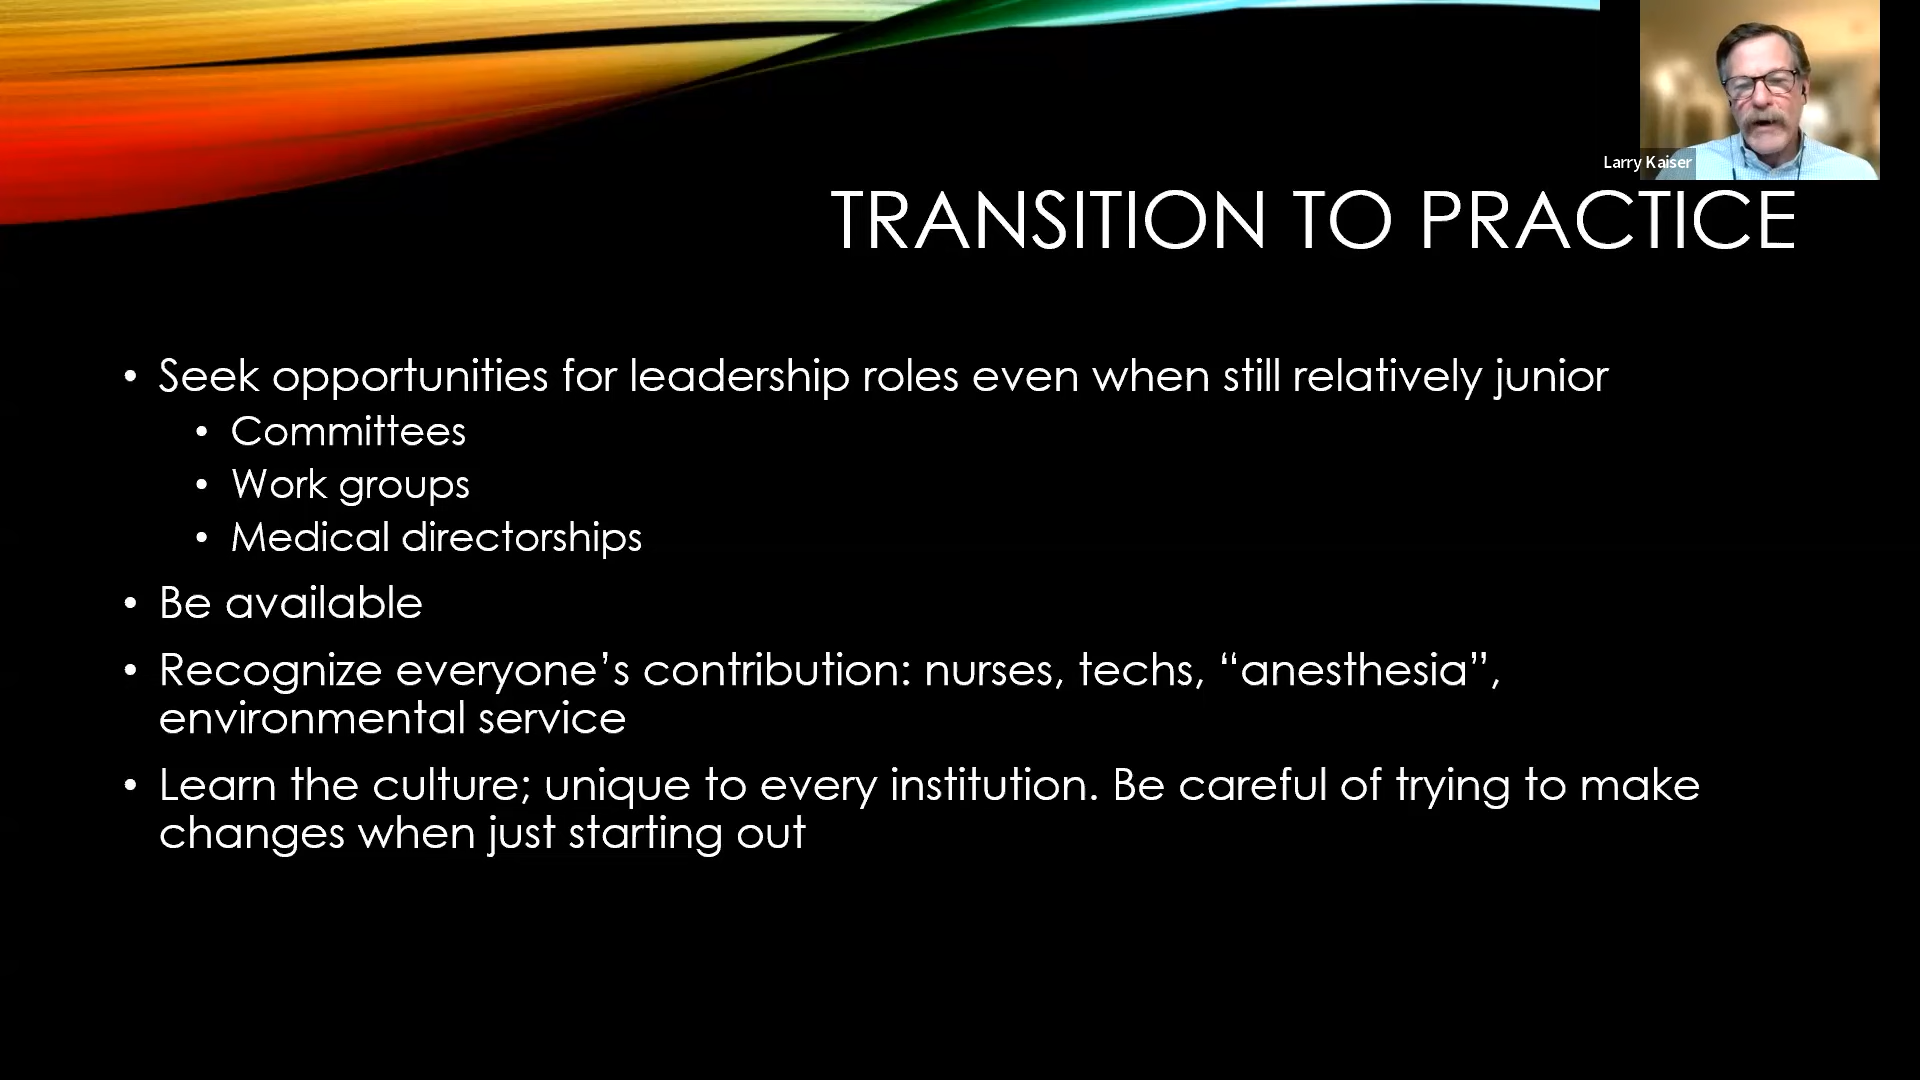 Larry Kaiser
TRANSITION TO PRACTICE
• Seek opportunities for leadership roles even when still relatively junior
• Committees
• Work groups
• Medical directorships
• Be available
• Recognize everyone’s contribution: nurses, techs, “anesthesia”,
environmental service
• Learn the culture; unique to every institution. Be careful of trying to make
changes when just starting out